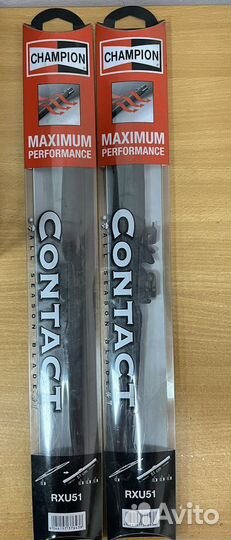 CHAMPION
MAXIMUM
PERFORMANCE
CONTACT
ALL SEASON BLADE
RXU51
CHAMPION
MAXIMUM
PERFORMANCE
CONTACT
ALL SEASON BLADE
RXU51
Avito